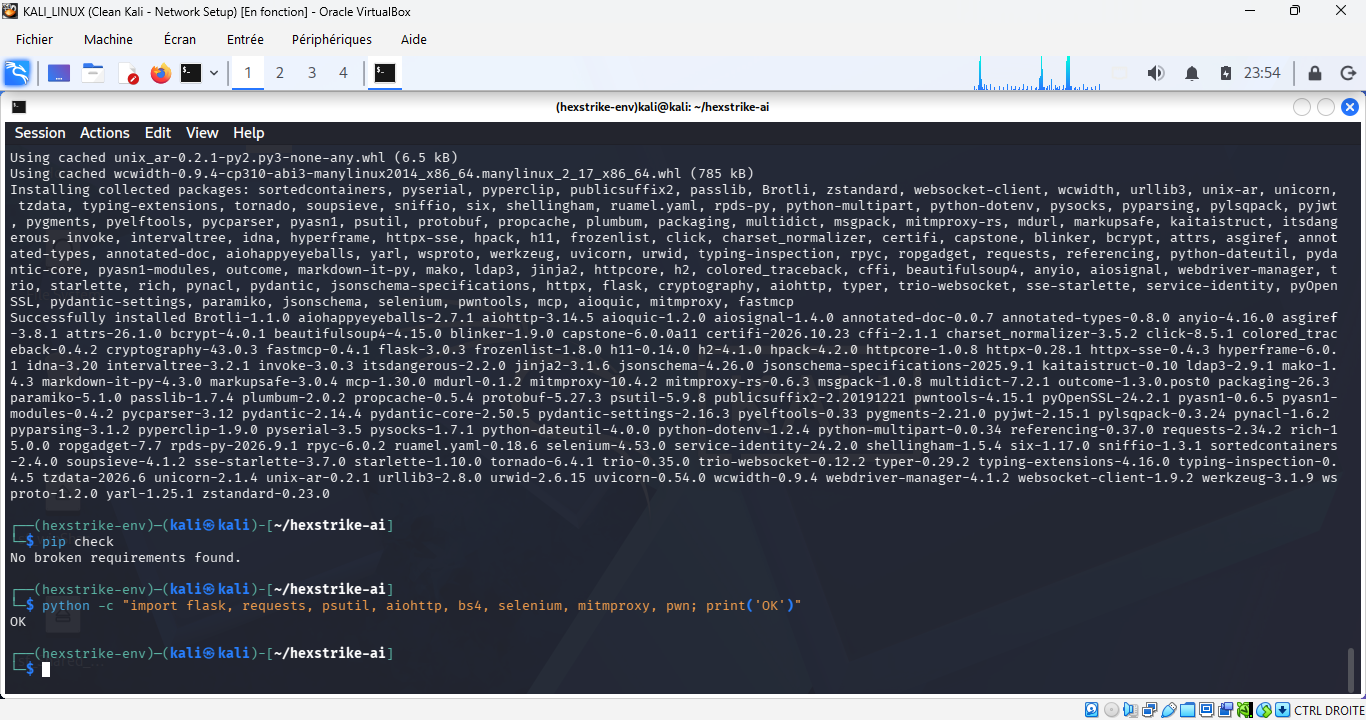 KALI_LINUX (Clean Kali - Network Setup) [En fonction] - Oracle VirtualBox
Fichier Machine Écran Entrée Périphériques Aide
1 2 3 4 23:54
(hexstrike-env)kali@kali: ~/hexstrike-ai
Session Actions Edit View Help
Using cached unix_ar-0.2.1-py2.py3-none-any.whl (6.5 kB)
Using cached wcwidth-0.9.4-cp310-abi3-manylinux2014_x86_64.manylinux_2_17_x86_64.whl (785 kB)
Installing collected packages: sortedcontainers, pyserial, pyperclip, publicsuffix2, passlib, Brotli, zstandard, websocket-client, wcwidth, urllib3, unix-ar, unicorn,
tzdata, typing-extensions, tornado, soupsieve, sniffio, six, shellingham, ruamel.yaml, rpds-py, python-multipart, python-dotenv, pysocks, pyparsing, pylsqpack, pyjwt
, pygments, pyelftools, pycparser, pyasn1, psutil, protobuf, propcache, plumbum, packaging, multidict, msgpack, mitmproxy-rs, mdurl, markupsafe, kaitaistruct, itsdang
erous, invoke, intervaltree, idna, hyperframe, httpx-sse, hpack, h11, frozenlist, click, charset_normalizer, certifi, capstone, blinker, bcrypt, attrs, asgiref, annot
ated-types, annotated-doc, aiohappyeyeballs, yarl, wsproto, werkzeug, uvicorn, urwid, typing-inspection, rpyc, ropgadget, requests, referencing, python-dateutil, pyda
ntic-core, pyasn1-modules, outcome, markdown-it-py, mako, ldap3, jinja2, httpcore, h2, colored_traceback, cffi, beautifulsoup4, anyio, aiosignal, webdriver-manager, t
rio, starlette, rich, pynacl, pydantic, jsonschema-specifications, httpx, flask, cryptography, aiohttp, typer, trio-websocket, sse-starlette, service-identity, pyOpen
SSL, pydantic-settings, paramiko, jsonschema, selenium, pwntools, mcp, aioquic, mitmproxy, fastmcp
Successfully installed Brotli-1.1.0 aiohappyeyeballs-2.7.1 aiohttp-3.14.5 aioquic-1.2.0 aiosignal-1.4.0 annotated-doc-0.0.7 annotated-types-0.8.0 anyio-4.16.0 asgiref
-3.8.1 attrs-26.1.0 bcrypt-4.0.1 beautifulsoup4-4.15.0 blinker-1.9.0 capstone-6.0.0a11 certifi-2026.10.23 cffi-2.1.1 charset_normalizer-3.5.2 click-8.5.1 colored_trac
eback-0.4.2 cryptography-43.0.3 fastmcp-0.4.1 flask-3.0.3 frozenlist-1.8.0 h11-0.14.0 h2-4.1.0 hpack-4.2.0 httpcore-1.0.8 httpx-0.28.1 httpx-sse-0.4.3 hyperframe-6.0.
1 idna-3.20 intervaltree-3.2.1 invoke-3.0.3 itsdangerous-2.2.0 jinja2-3.1.6 jsonschema-4.26.0 jsonschema-specifications-2025.9.1 kaitaistruct-0.10 ldap3-2.9.1 mako-1.
4.3 markdown-it-py-4.3.0 markupsafe-3.0.4 mcp-1.30.0 mdurl-0.1.2 mitmproxy-10.4.2 mitmproxy-rs-0.6.3 msgpack-1.0.8 multidict-7.2.1 outcome-1.3.0.post0 packaging-26.3
paramiko-5.1.0 passlib-1.7.4 plumbum-2.0.2 propcache-0.5.4 protobuf-5.27.3 psutil-5.9.8 publicsuffix2-2.20191221 pwntools-4.15.1 pyOpenSSL-24.2.1 pyasn1-0.6.5 pyasn1-
modules-0.4.2 pycparser-3.12 pydantic-2.14.4 pydantic-core-2.50.5 pydantic-settings-2.16.3 pyelftools-0.33 pygments-2.21.0 pyjwt-2.15.1 pylsqpack-0.3.24 pynacl-1.6.2
pyparsing-3.1.2 pyperclip-1.9.0 pyserial-3.5 pysocks-1.7.1 python-dateutil-4.0.0 python-dotenv-1.2.4 python-multipart-0.0.34 referencing-0.37.0 requests-2.34.2 rich-1
5.0.0 ropgadget-7.7 rpds-py-2026.9.1 rpyc-6.0.2 ruamel.yaml-0.18.6 selenium-4.53.0 service-identity-24.2.0 shellingham-1.5.4 six-1.17.0 sniffio-1.3.1 sortedcontainers
-2.4.0 soupsieve-4.1.2 sse-starlette-3.7.0 starlette-1.10.0 tornado-6.4.1 trio-0.35.0 trio-websocket-0.12.2 typer-0.29.2 typing-extensions-4.16.0 typing-inspection-0.
4.5 tzdata-2026.6 unicorn-2.1.4 unix-ar-0.2.1 urllib3-2.8.0 urwid-2.6.15 uvicorn-0.54.0 wcwidth-0.9.4 webdriver-manager-4.1.2 websocket-client-1.9.2 werkzeug-3.1.9 ws
proto-1.2.0 yarl-1.25.1 zstandard-0.23.0
┌──(hexstrike-env)─(kali㉿kali)-[~/hexstrike-ai]
└─$ pip check
No broken requirements found.
┌──(hexstrike-env)─(kali㉿kali)-[~/hexstrike-ai]
└─$ python -c "import flask, requests, psutil, aiohttp, bs4, selenium, mitmproxy, pwn; print('OK')"
OK
┌──(hexstrike-env)─(kali㉿kali)-[~/hexstrike-ai]
└─$
CTRL DROITE